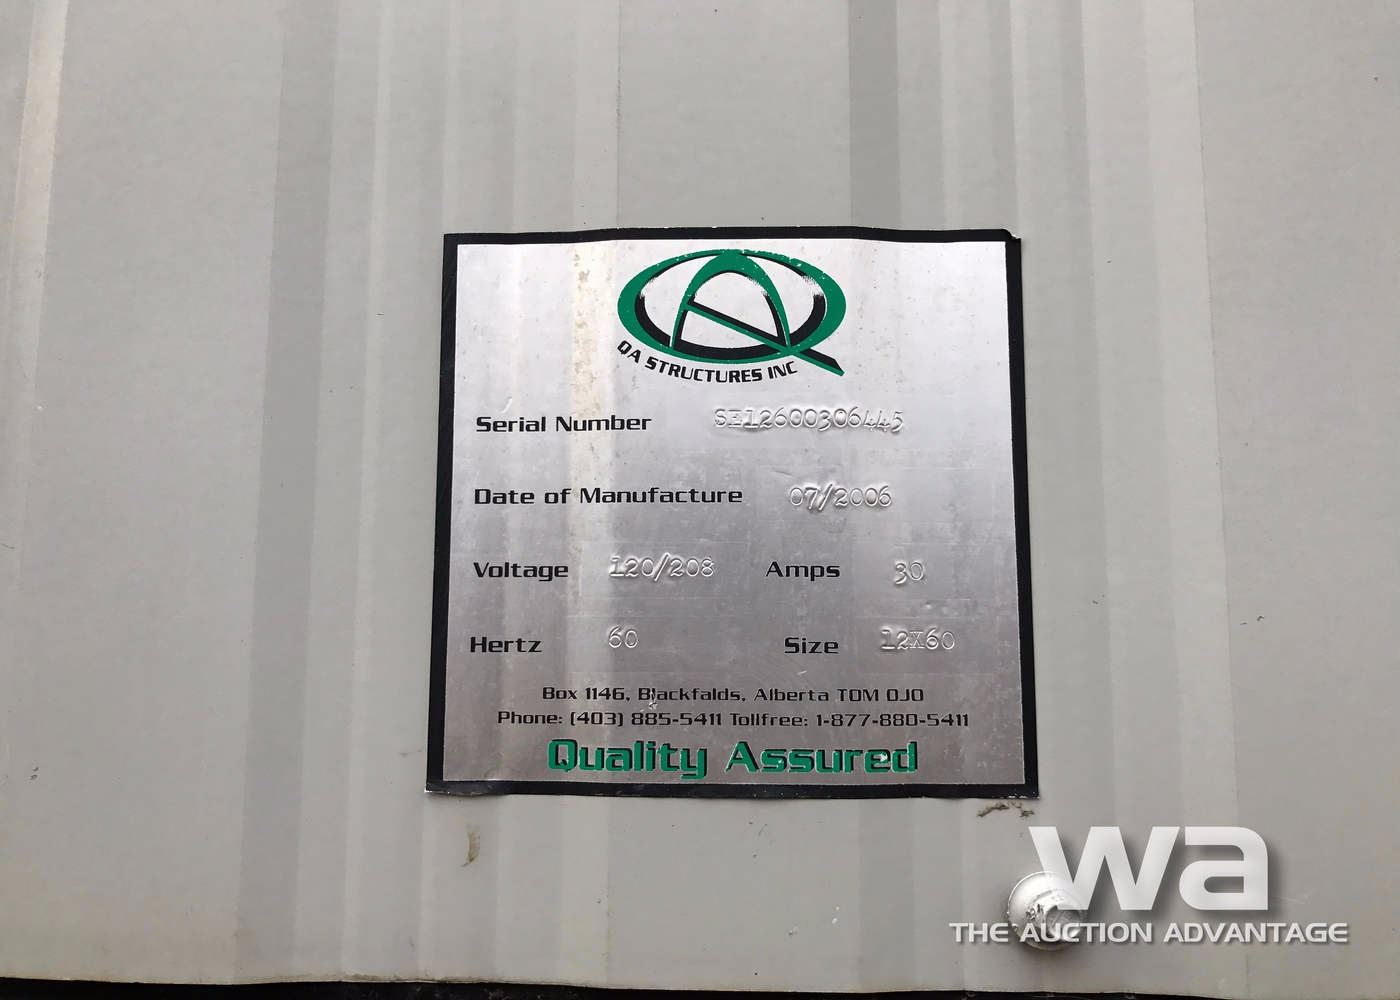 QA STRUCTURES INC
Serial Number SE12600306445
Date of Manufacture 07/2006
Voltage 120/208 Amps 30
Hertz 60 Size 12X60
Box 1146, Blackfalds, Alberta T0M 0J0
Phone: (403) 885-5411 Tollfree: 1-877-880-5411
Quality Assured
wa
THE AUCTION ADVANTAGE